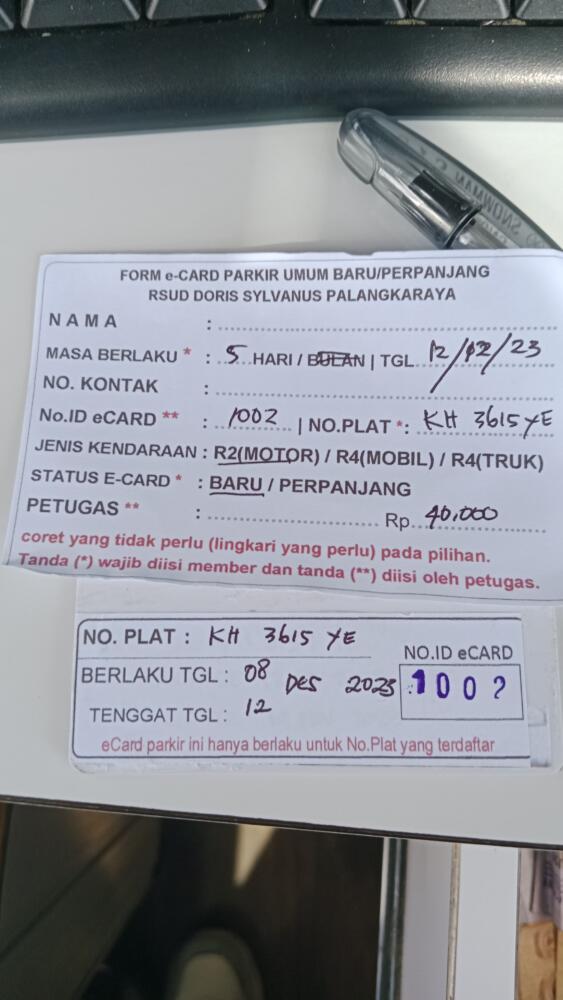 FORM e-CARD PARKIR UMUM BARU/PERPANJANG
RSUD DORIS SYLVANUS PALANGKARAYA
NAMA :
MASA BERLAKU * : 5 HARI / BULAN | TGL 12/12/23
NO. KONTAK :
No.ID eCARD ** : 1002 | NO.PLAT *: KH 3615 YE
JENIS KENDARAAN : R2(MOTOR) / R4(MOBIL) / R4(TRUK)
STATUS E-CARD * : BARU / PERPANJANG
PETUGAS ** : Rp. 40,000
coret yang tidak perlu (lingkari yang perlu) pada pilihan.
Tanda (*) wajib diisi member dan tanda (**) diisi oleh petugas.
NO. PLAT : KH 3615 YE
NO.ID eCARD
BERLAKU TGL : 08 DES 2023 1002
TENGGAT TGL : 12
eCard parkir ini hanya berlaku untuk No.Plat yang terdaftar